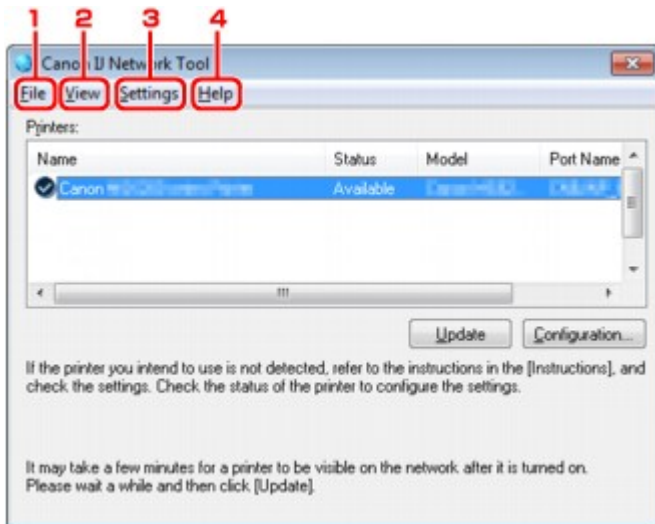 1 2 3 4
Canon IJ Network Tool
File View Settings Help
Printers:
Name Status Model Port Name
Canon Available
Update Configuration...
If the printer you intend to use is not detected, refer to the instructions in the [Instructions], and
check the settings. Check the status of the printer to configure the settings.
It may take a few minutes for a printer to be visible on the network after it is turned on.
Please wait a while and then click [Update].